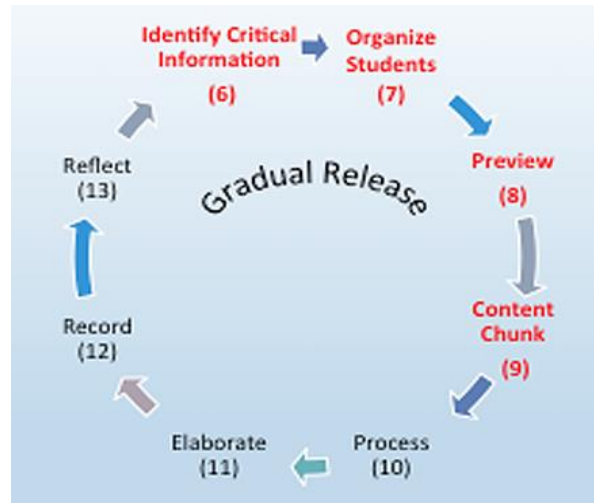 Identify Critical
Information
(6)
Organize
Students
(7)
Preview
(8)
Content
Chunk
(9)
Process
(10)
Elaborate
(11)
Record
(12)
Reflect
(13)
Gradual Release